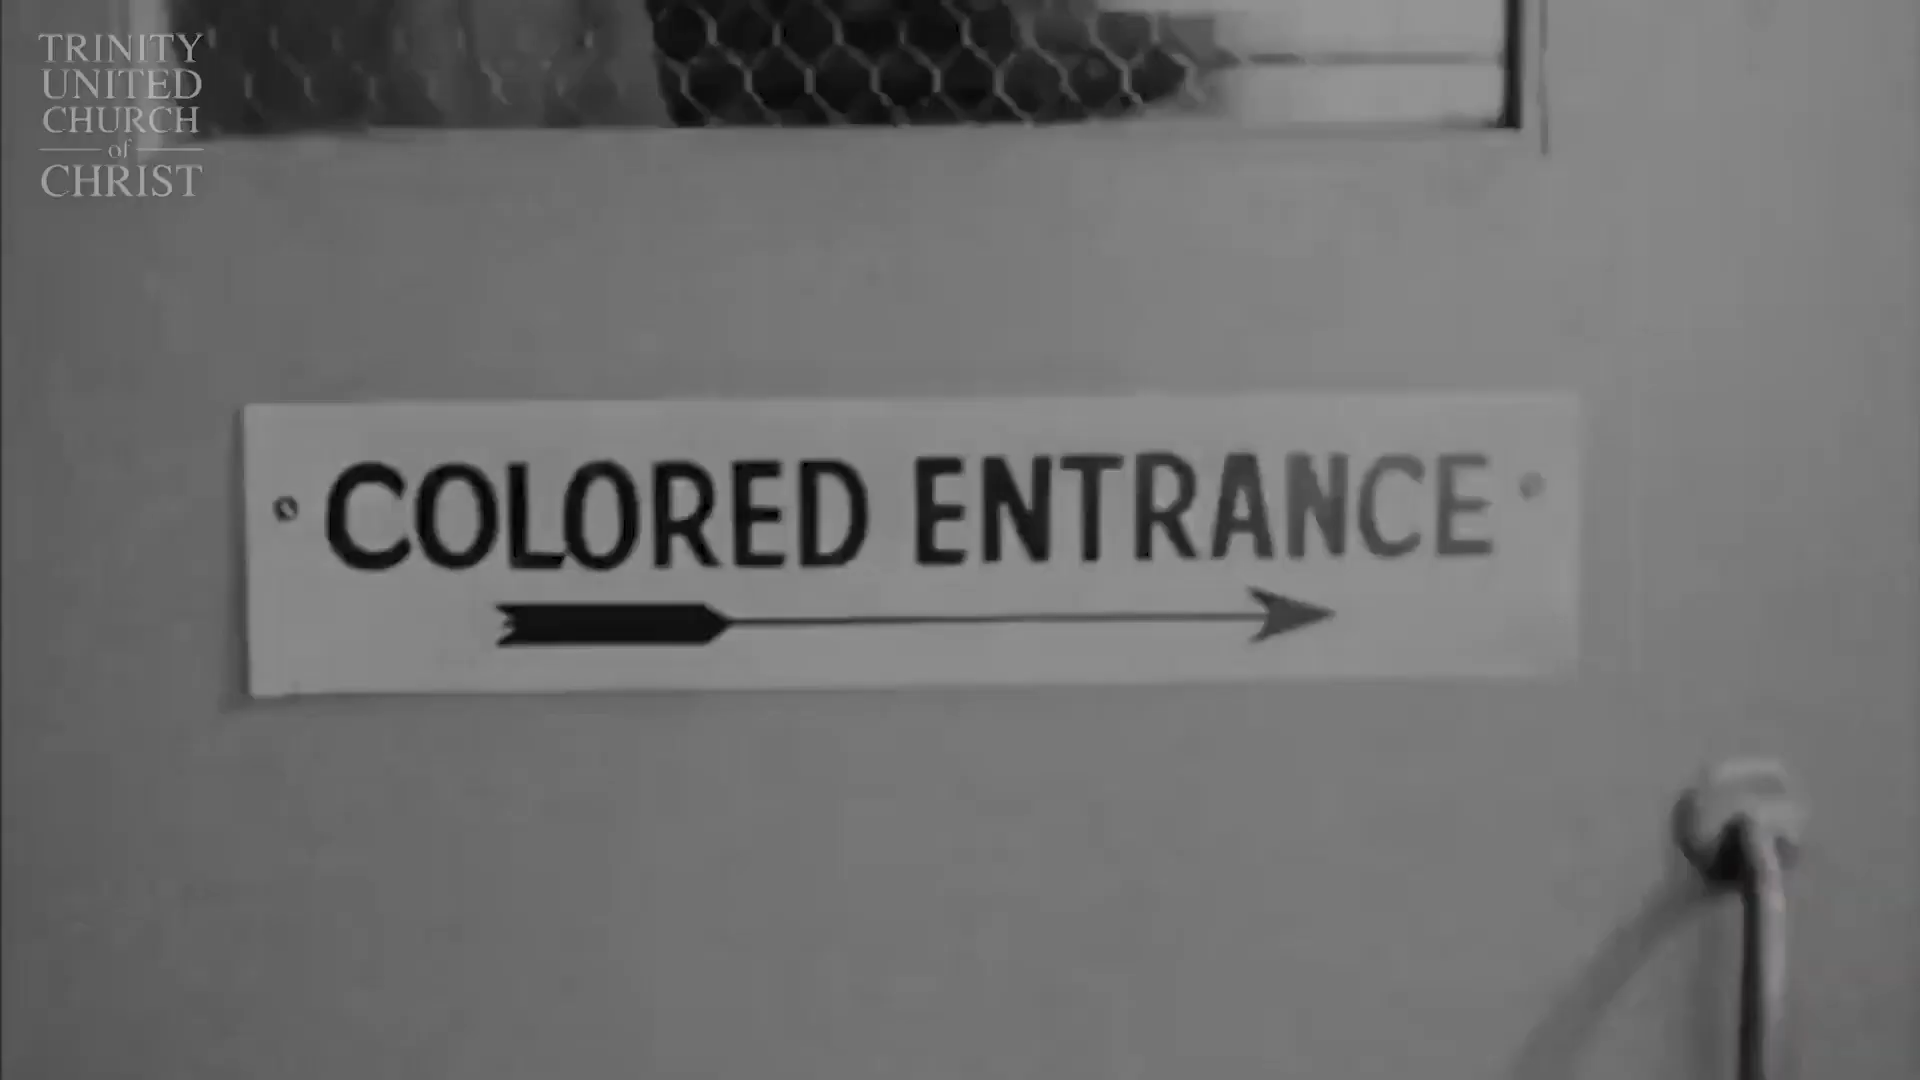 TRINITY
UNITED
CHURCH
of
CHRIST
COLORED ENTRANCE